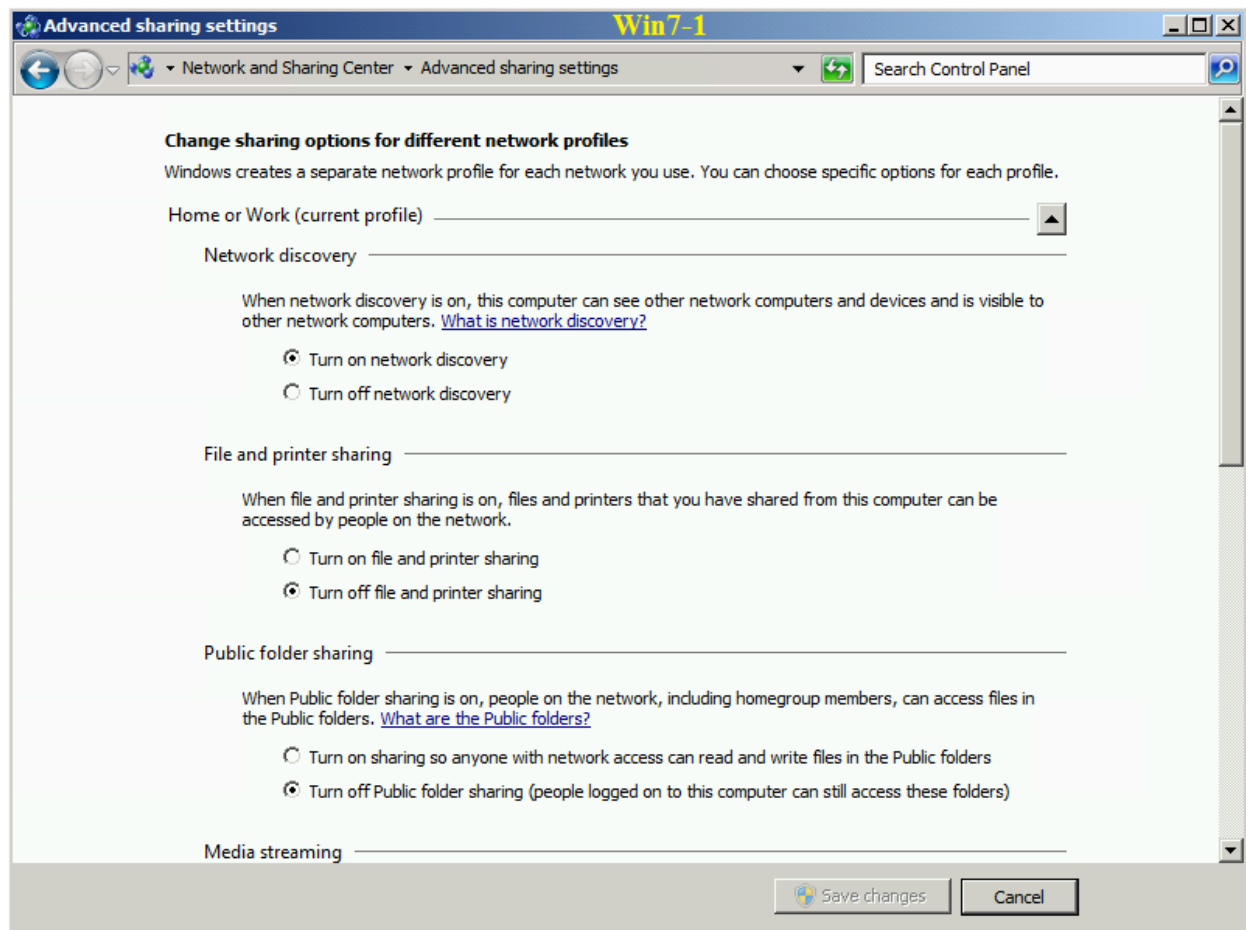 Advanced sharing settings
Win7-1
Network and Sharing Center
Advanced sharing settings
Search Control Panel
Change sharing options for different network profiles
Windows creates a separate network profile for each network you use. You can choose specific options for each profile.
Home or Work (current profile)
Network discovery
When network discovery is on, this computer can see other network computers and devices and is visible to
other network computers. What is network discovery?
Turn on network discovery
Turn off network discovery
File and printer sharing
When file and printer sharing is on, files and printers that you have shared from this computer can be
accessed by people on the network.
Turn on file and printer sharing
Turn off file and printer sharing
Public folder sharing
When Public folder sharing is on, people on the network, including homegroup members, can access files in
the Public folders. What are the Public folders?
Turn on sharing so anyone with network access can read and write files in the Public folders
Turn off Public folder sharing (people logged on to this computer can still access these folders)
Media streaming
Save changes
Cancel